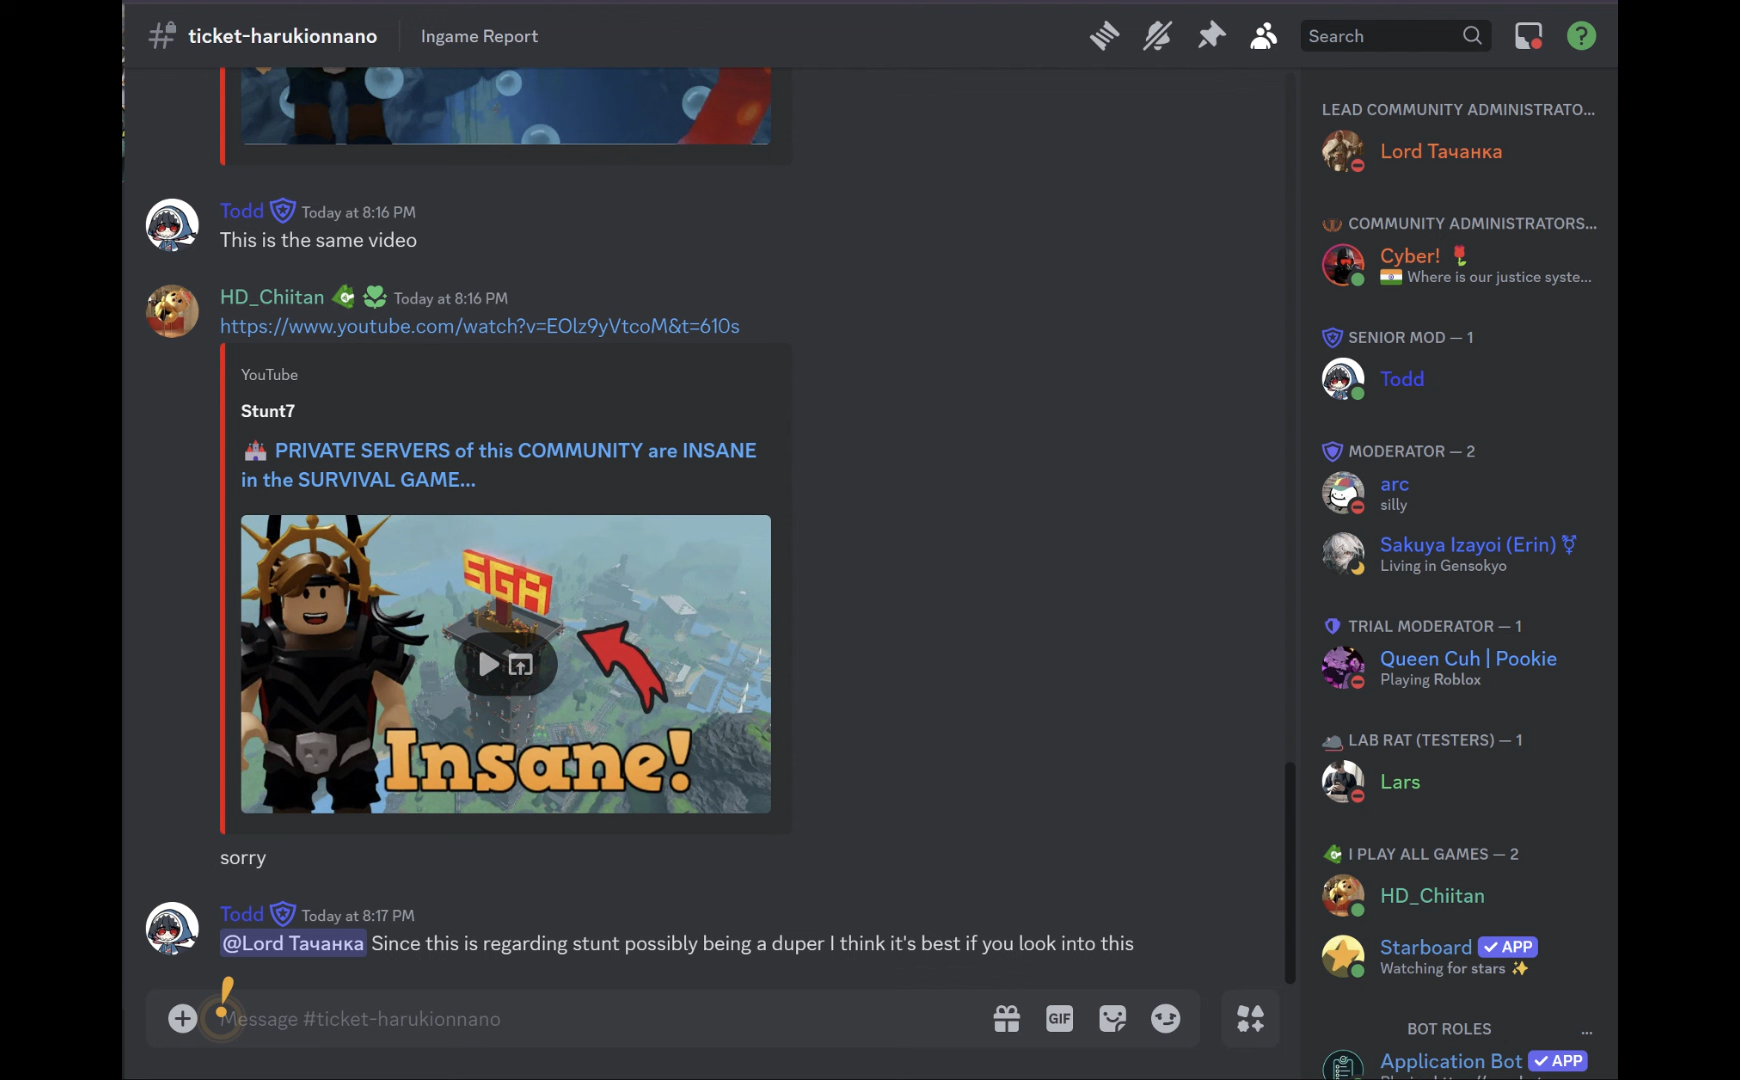 ticket-harukionnano
Ingame Report
Search
Todd Today at 8:16 PM
This is the same video
HD_Chiitan Today at 8:16 PM
https://www.youtube.com/watch?v=EOlz9yVtcoM&t=610s
YouTube
Stunt7
PRIVATE SERVERS of this COMMUNITY are INSANE
in the SURVIVAL GAME...
SGA
Insane!
sorry
Todd Today at 8:17 PM
@Lord Тачанка Since this is regarding stunt possibly being a duper I think it's best if you look into this
Message #ticket-harukionnano
GIF
LEAD COMMUNITY ADMINISTRATO...
Lord Тачанка
COMMUNITY ADMINISTRATORS...
Cyber!
Where is our justice syste...
SENIOR MOD — 1
Todd
MODERATOR — 2
arc
silly
Sakuya Izayoi (Erin) ⚧
Living in Gensokyo
TRIAL MODERATOR — 1
Queen Cuh | Pookie
Playing Roblox
LAB RAT (TESTERS) — 1
Lars
I PLAY ALL GAMES — 2
HD_Chiitan
Starboard ✓ APP
Watching for stars ✨
BOT ROLES ...
Application Bot ✓ APP